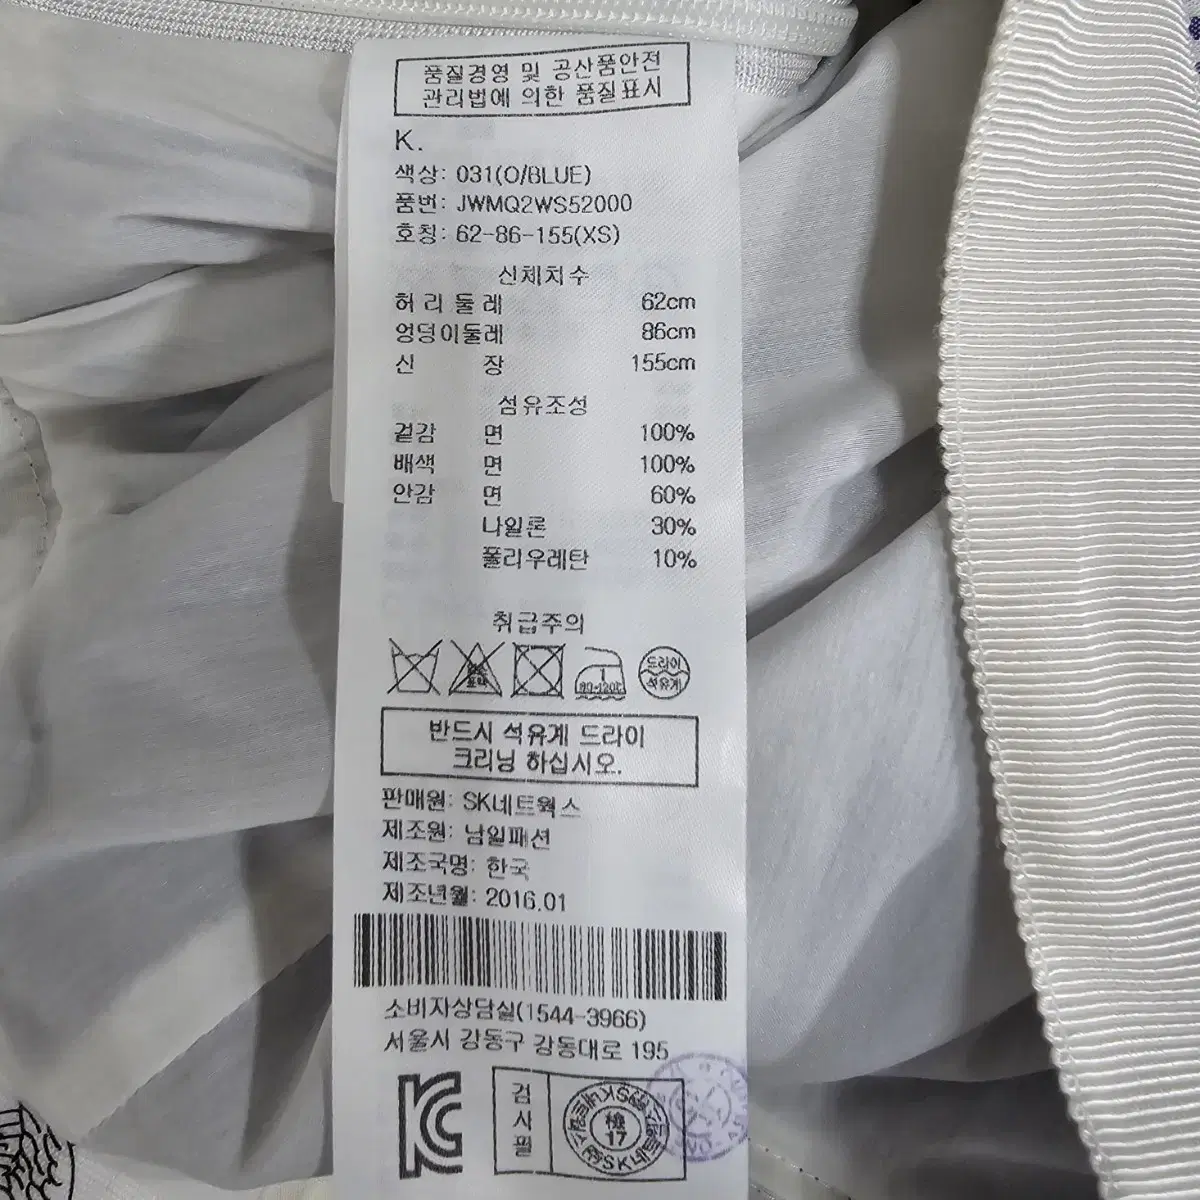 품질경영 및 공산품안전
관리법에 의한 품질표시
K.
색상: 031(O/BLUE)
품번: JWMQ2WS52000
호칭: 62-86-155(XS)
신체치수
허리둘레 62cm
엉덩이둘레 86cm
신 장 155cm
섬유조성
겉감 면 100%
배색 면 100%
안감 면 60%
나일론 30%
폴리우레탄 10%
취급주의
80-120℃
드라이
석유계
반드시 석유계 드라이
크리닝 하십시오.
판매원: SK네트웍스
제조원: 남일패션
제조국명: 한국
제조년월: 2016.01
소비자상담실(1544-3966)
서울시 강동구 강동대로 195
검사필
檢
17